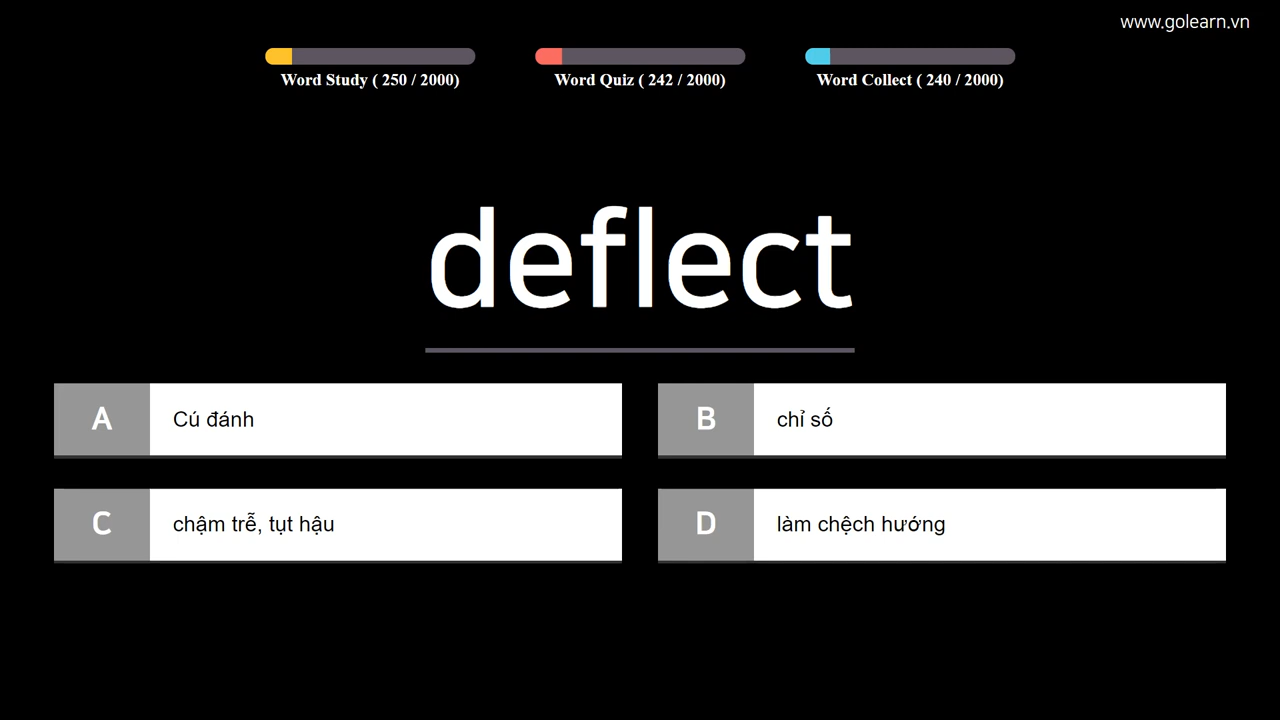 www.golearn.vn
Word Study ( 250 / 2000)
Word Quiz ( 242 / 2000)
Word Collect ( 240 / 2000)
deflect
A Cú đánh
B chỉ số
C chậm trễ, tụt hậu
D làm chệch hướng